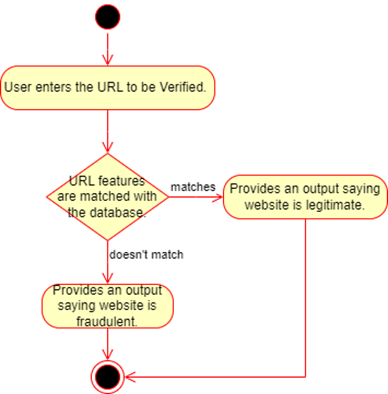 User enters the URL to be Verified.
URL features
are matched with
the database.
matches
Provides an output saying
website is legitimate.
doesn't match
Provides an output
saying website is
fraudulent.